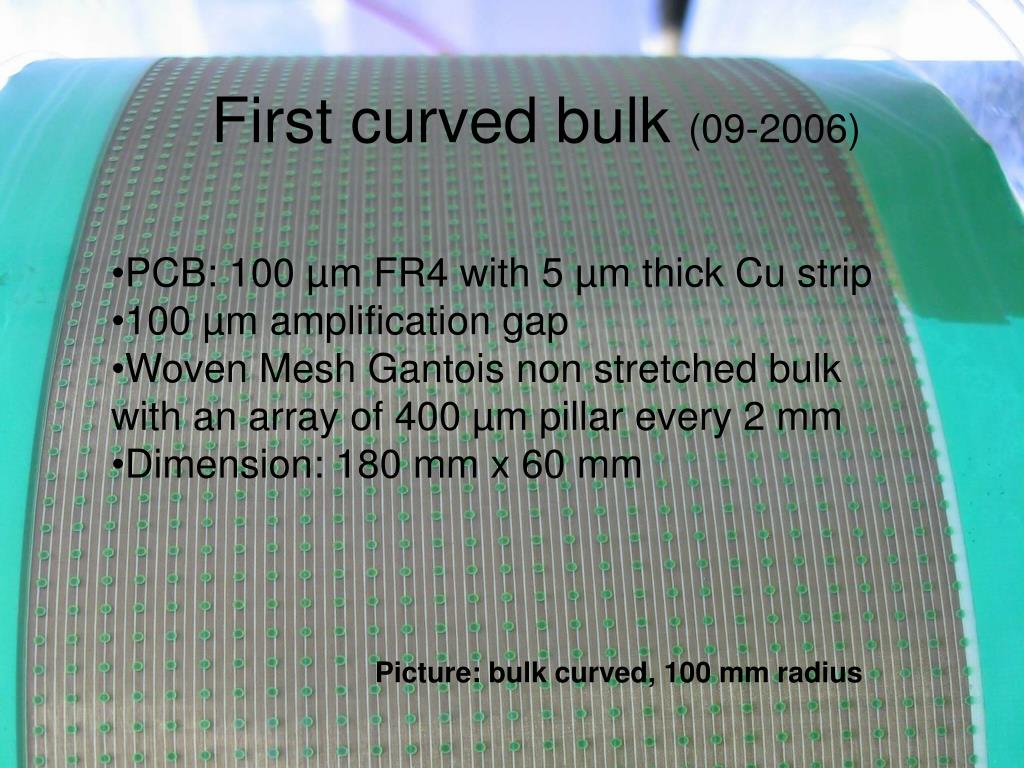 First curved bulk (09-2006)
•PCB: 100 µm FR4 with 5 µm thick Cu strip
•100 µm amplification gap
•Woven Mesh Gantois non stretched bulk
with an array of 400 µm pillar every 2 mm
•Dimension: 180 mm x 60 mm
Picture: bulk curved, 100 mm radius